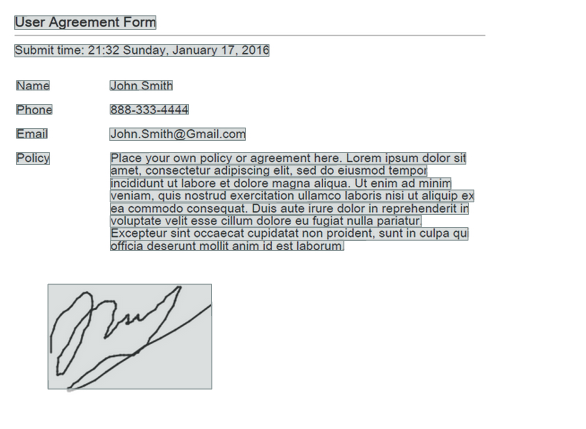 User Agreement Form
Submit time: 21:32 Sunday, January 17, 2016
Name John Smith
Phone 888-333-4444
Email John.Smith@Gmail.com
Policy Place your own policy or agreement here. Lorem ipsum dolor sit
amet, consectetur adipiscing elit, sed do eiusmod tempor
incididunt ut labore et dolore magna aliqua. Ut enim ad minim
veniam, quis nostrud exercitation ullamco laboris nisi ut aliquip ex
ea commodo consequat. Duis aute irure dolor in reprehenderit in
voluptate velit esse cillum dolore eu fugiat nulla pariatur.
Excepteur sint occaecat cupidatat non proident, sunt in culpa qui
officia deserunt mollit anim id est laborum.